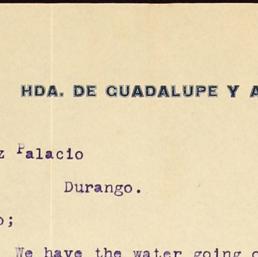 HDA. DE GUADALUPE Y A
z Palacio
Durango.
o;
We have the water going o